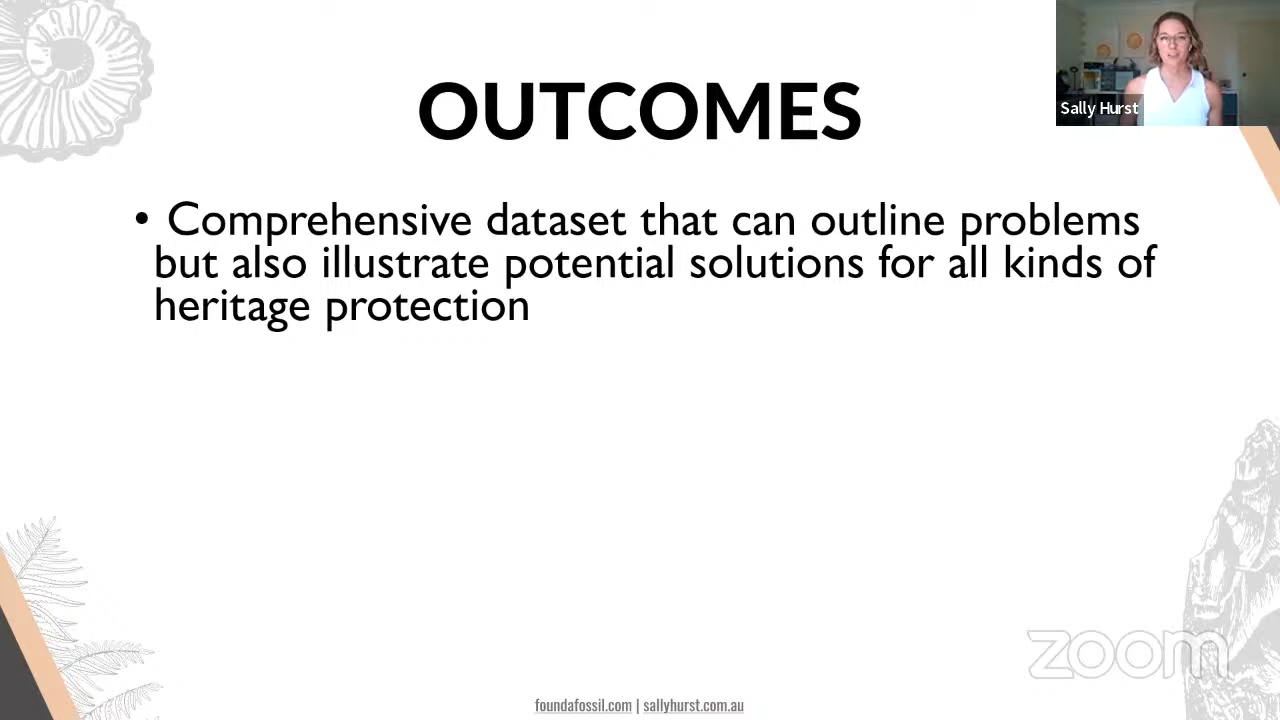 OUTCOMES
Sally Hurst
• Comprehensive dataset that can outline problems
but also illustrate potential solutions for all kinds of
heritage protection
zoom
foundafossil.com | sallyhurst.com.au